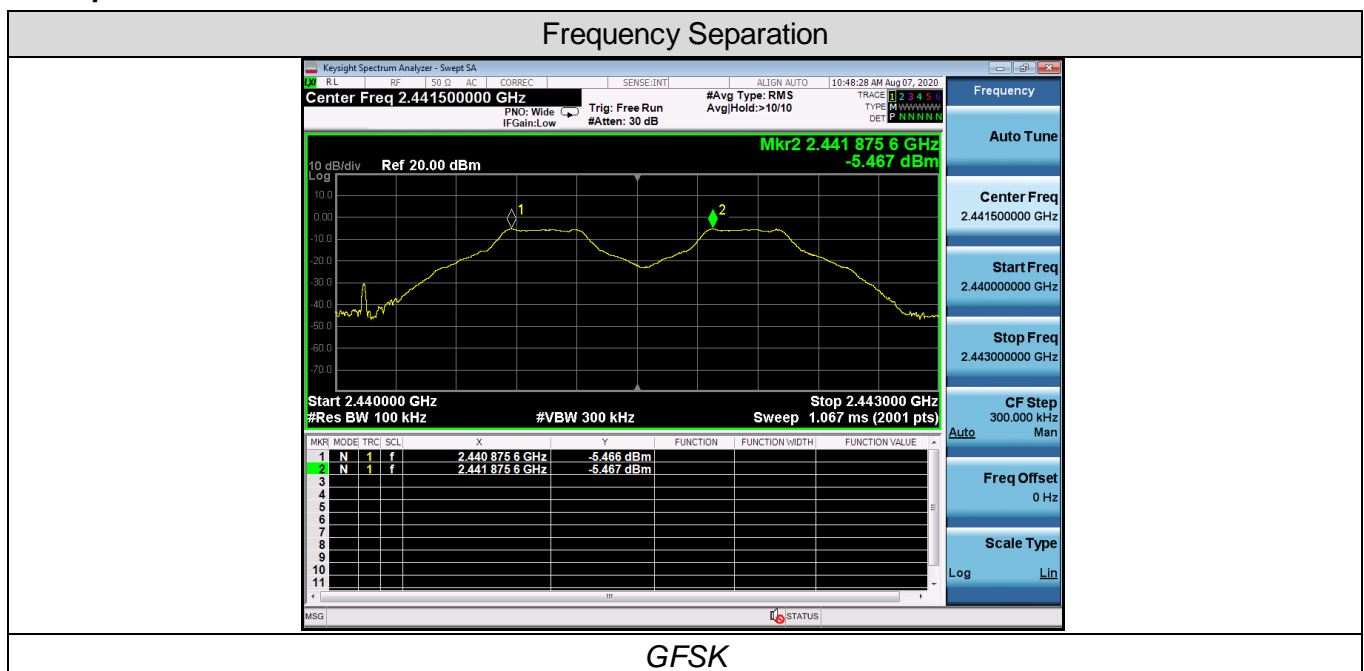 Frequency Separation
Keysight Spectrum Analyzer - Swept SA
RL RF 50 Ω AC CORREC SENSE:INT ALIGN AUTO 10:48:28 AM Aug 07, 2020
Center Freq 2.441500000 GHz
PNO: Wide
IFGain:Low
Trig: Free Run
#Atten: 30 dB
#Avg Type: RMS
Avg|Hold:>10/10
TRACE 1 2 3 4 5 6
TYPE M WWWWW
DET P N N N N N
Frequency
Auto Tune
Mkr2 2.441 875 6 GHz
-5.467 dBm
10 dB/div Ref 20.00 dBm
Log
10.0
0.00
-10.0
-20.0
-30.0
-40.0
-50.0
-60.0
-70.0
1
2
Center Freq
2.441500000 GHz
Start Freq
2.440000000 GHz
Stop Freq
2.443000000 GHz
Start 2.440000 GHz Stop 2.443000 GHz
#Res BW 100 kHz #VBW 300 kHz Sweep 1.067 ms (2001 pts)
CF Step
300.000 kHz
Auto Man
MKR MODE TRC SCL X Y FUNCTION FUNCTION WIDTH FUNCTION VALUE
1 N 1 f 2.440 875 6 GHz -5.466 dBm
2 N 1 f 2.441 875 6 GHz -5.467 dBm
3
4
5
6
7
8
9
10
11
Freq Offset
0 Hz
Scale Type
Log Lin
MSG STATUS
GFSK